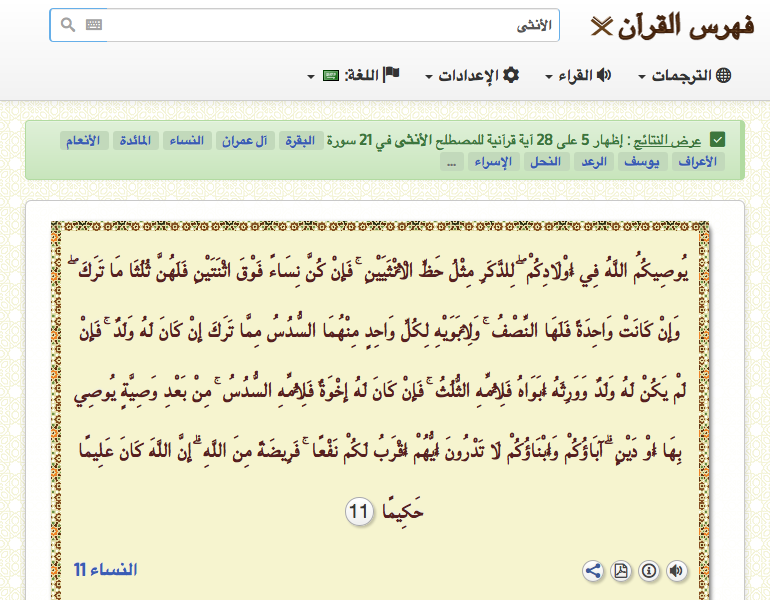 فهرس القرآن
الأنثى
الترجمات القراء الإعدادات اللغة:
عرض النتائج : إظهار 5 على 28 آية قرآنية للمصطلح الأنثى في 21 سورة البقرة آل عمران النساء المائدة الأنعام
الأعراف يوسف الرعد النحل الإسراء ...
يُوصِيكُمُ اللَّهُ فِي أَوْلَادِكُمْ ۖ لِلذَّكَرِ مِثْلُ حَظِّ الْأُنْثَيَيْنِ ۚ فَإِنْ كُنَّ نِسَاءً فَوْقَ اثْنَتَيْنِ فَلَهُنَّ ثُلُثَا مَا تَرَكَ ۖ
وَإِنْ كَانَتْ وَاحِدَةً فَلَهَا النِّصْفُ ۚ وَلِأَبَوَيْهِ لِكُلِّ وَاحِدٍ مِنْهُمَا السُّدُسُ مِمَّا تَرَكَ إِنْ كَانَ لَهُ وَلَدٌ ۚ فَإِنْ
لَمْ يَكُنْ لَهُ وَلَدٌ وَوَرِثَهُ أَبَوَاهُ فَلِأُمِّهِ الثُّلُثُ ۚ فَإِنْ كَانَ لَهُ إِخْوَةٌ فَلِأُمِّهِ السُّدُسُ ۚ مِنْ بَعْدِ وَصِيَّةٍ يُوصِي
بِهَا أَوْ دَيْنٍ ۗ آبَاؤُكُمْ وَأَبْنَاؤُكُمْ لَا تَدْرُونَ أَيُّهُمْ أَقْرَبُ لَكُمْ نَفْعًا ۚ فَرِيضَةً مِنَ اللَّهِ ۗ إِنَّ اللَّهَ كَانَ عَلِيمًا
حَكِيمًا 11
النساء 11